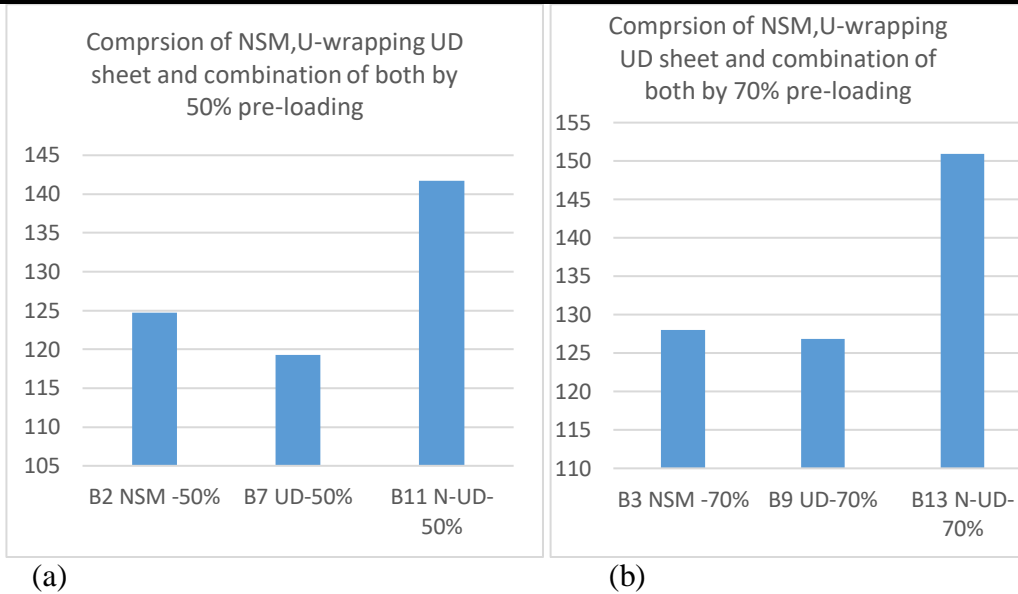 Comprsion of NSM,U-wrapping UD
sheet and combination of both by
50% pre-loading
145
140
135
130
125
120
115
110
105
B2 NSM -50%
B7 UD-50%
B11 N-UD-
50%
(a)
Comprsion of NSM,U-wrapping
UD sheet and combination of
both by 70% pre-loading
155
150
145
140
135
130
125
120
115
110
B3 NSM -70%
B9 UD-70%
B13 N-UD-
70%
(b)